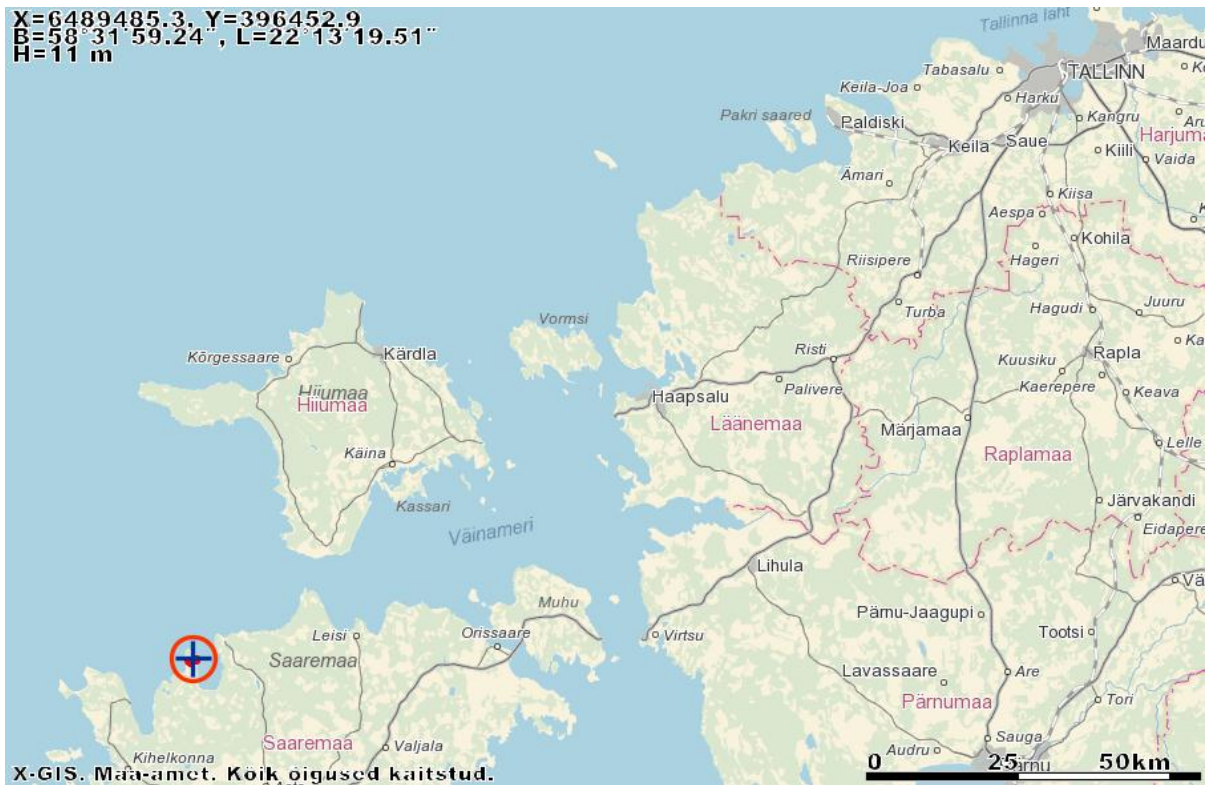 X=6489485.3, Y=396452.9
B=58°31´59.24¨, L=22°13´19.51¨
H=11 m
Tallinna laht
Maardu
TALLINN
Tabasalu
Keila-Joa
Harku
Pakri saared
Paldiski
Kangru
Keila
Saue
Kiili
Harjuma
Vaida
Ämari
Kiisa
Aespa
Kohila
Hageri
Riisipere
Turba
Hagudi
Juuru
Vormsi
Kõrgessaare
Kärdla
Risti
Kuusiku
Rapla
Palivere
Kaerepere
Keava
Hiiumaa
Hiiumaa
Haapsalu
Läänemaa
Märjamaa
Lelle
Raplamaa
Käina
Kassari
Väinameri
Järvakandi
Eidapere
Lihula
Muhu
Pärnu-Jaagupi
Tootsi
Leisi
Orissaare
Virtsu
Saaremaa
Lavassaare
Are
Pärnumaa
Tori
Saaremaa
Valjala
Kihelkonna
Audru
Sauga
0 25 50km
X-GIS. Maa-amet. Kõik õigused kaitstud.